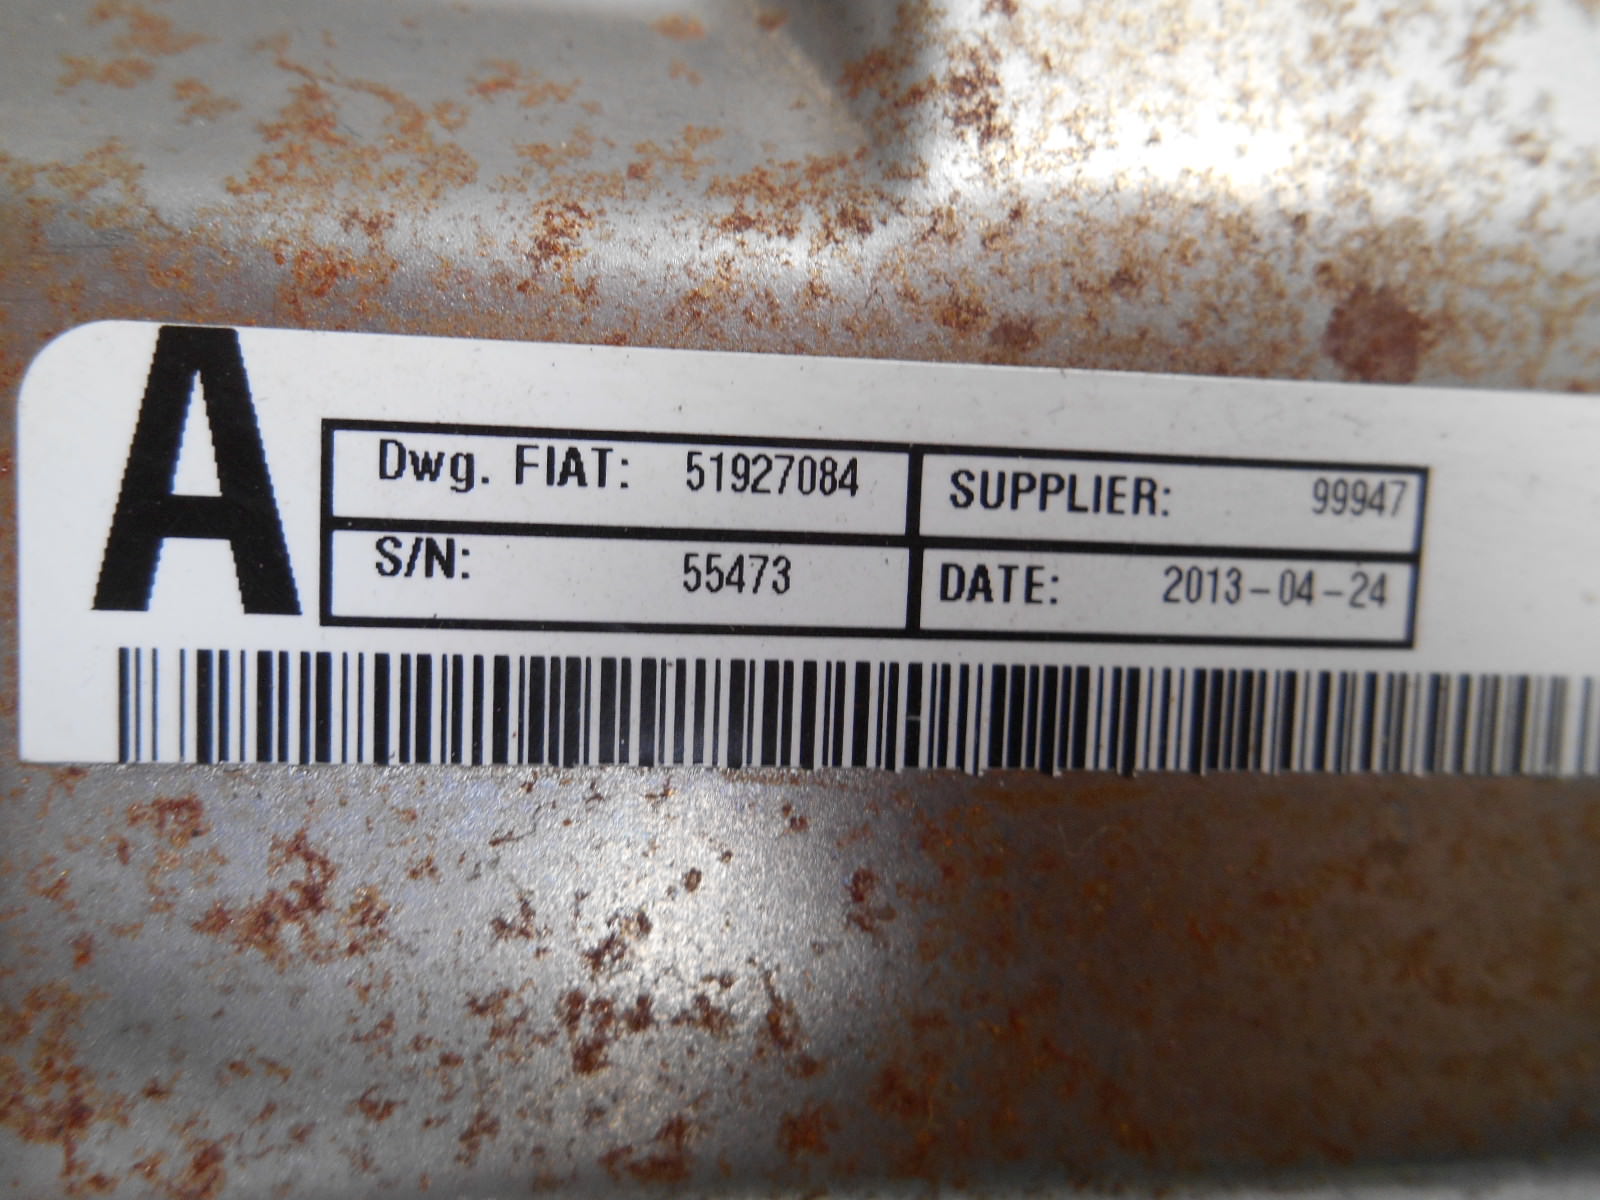 A
Dwg. FIAT: 51927084 SUPPLIER: 99947
S/N: 55473 DATE: 2013-04-24